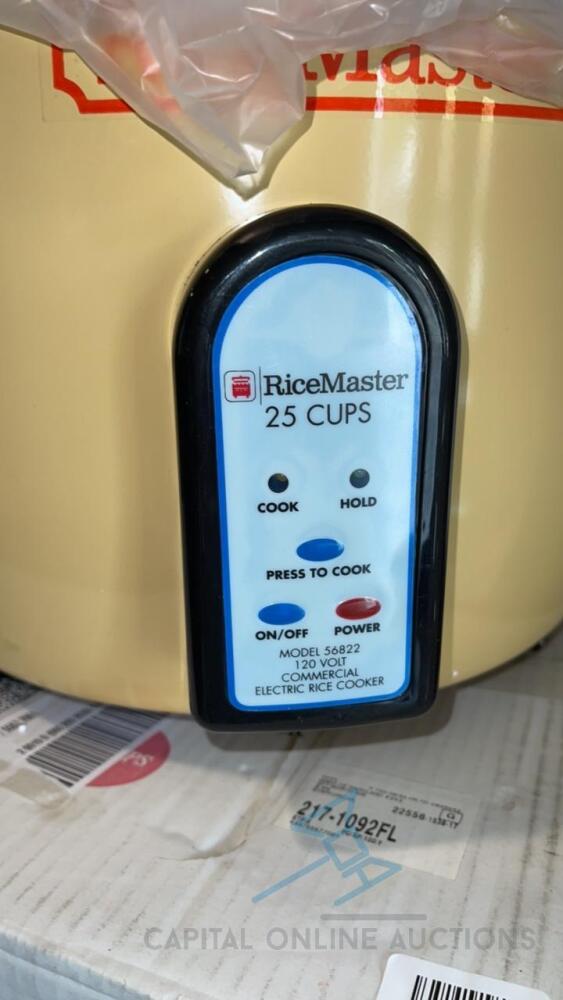 RiceMaster
25 CUPS
COOK HOLD
PRESS TO COOK
ON/OFF POWER
MODEL 56822
120 VOLT
COMMERCIAL
ELECTRIC RICE COOKER
217-1092FL
CAPITAL ONLINE AUCTIONS